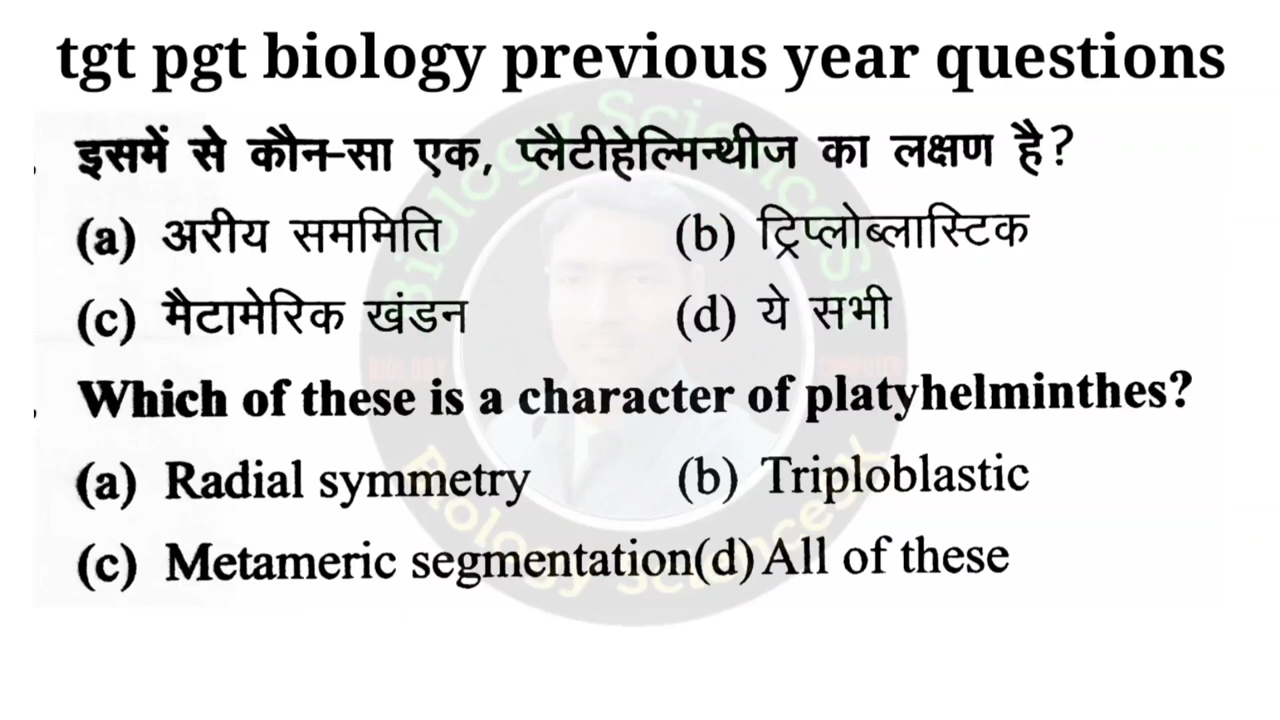 tgt pgt biology previous year questions
इसमें से कौन-सा एक, प्लैटीहेल्मिन्थीज का लक्षण है?
(a) अरीय सममिति (b) ट्रिप्लोब्लास्टिक
(c) मैटामेरिक खंडन (d) ये सभी
Which of these is a character of platyhelminthes?
(a) Radial symmetry (b) Triploblastic
(c) Metameric segmentation (d) All of these